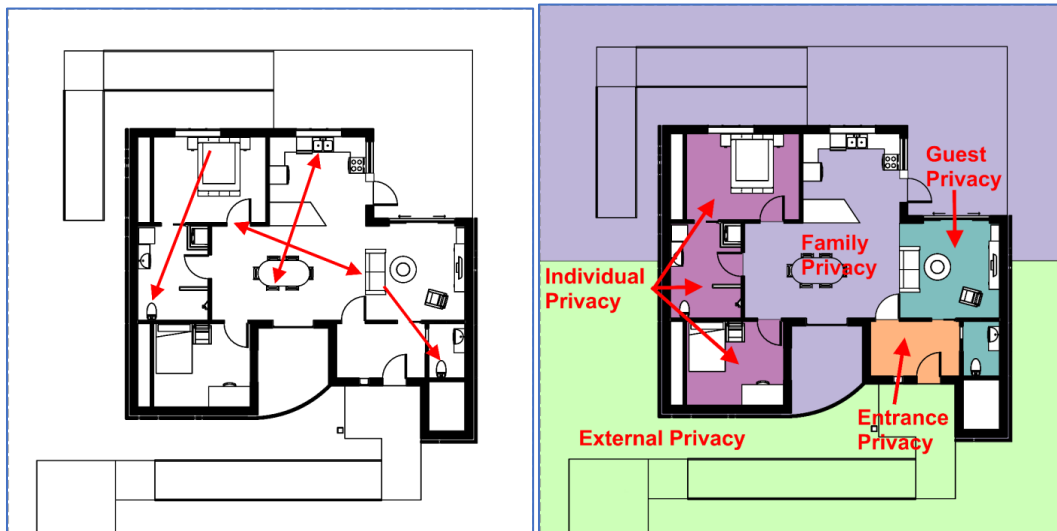 Guest
Privacy
Family
Privacy
Individual
Privacy
Entrance
Privacy
External Privacy